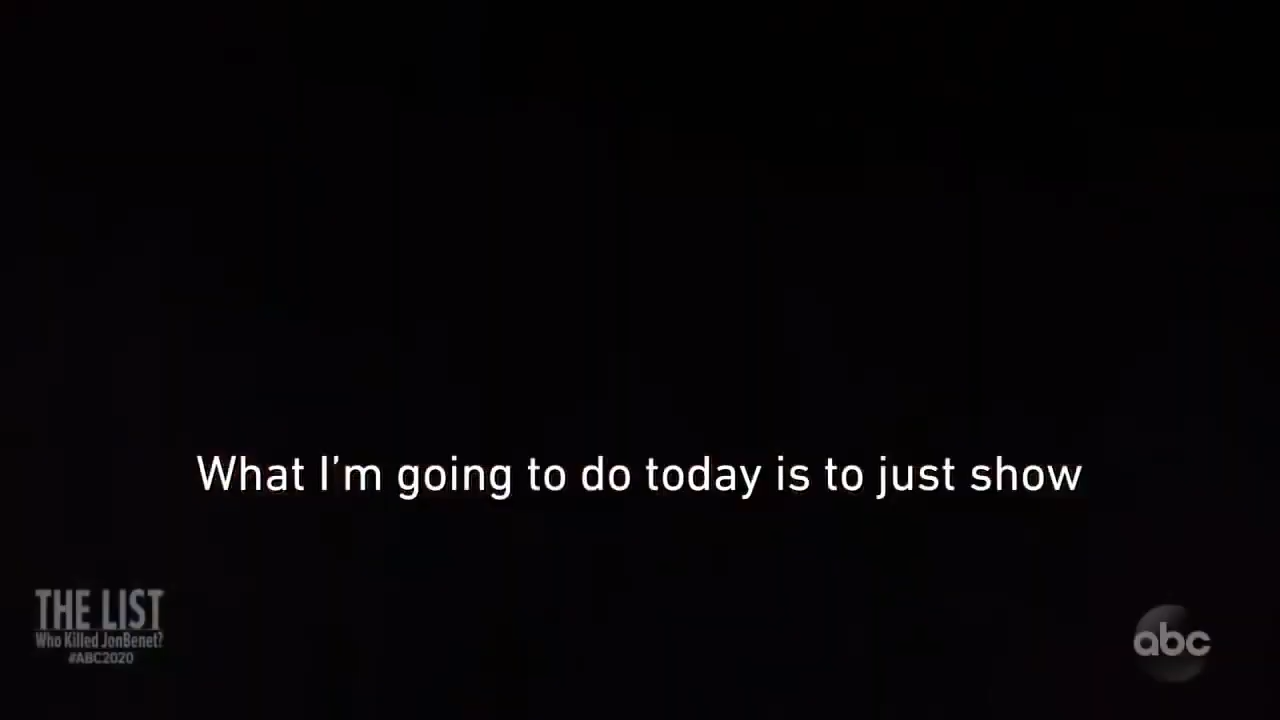 What I'm going to do today is to just show
THE LIST
Who Killed JonBenet?
#ABC2020
abc